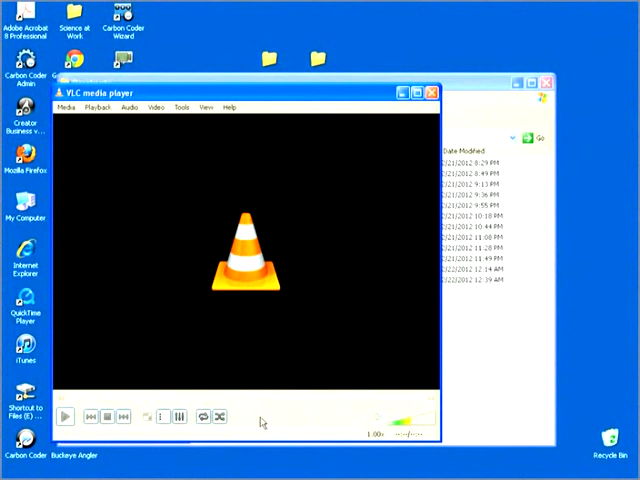 Adobe Acrobat
8 Professional
Science at
Work
Carbon Coder
Wizard
Carbon Coder
Admin
Creator
Business v...
Mozilla Firefox
My Computer
Internet
Explorer
QuickTime
Player
iTunes
Shortcut to
Files (E) ...
Carbon Coder
Buckeye Angler
VLC media player
Media
Playback
Audio
Video
Tools
View
Help
1.00x
--:--/--:--
Go
Date Modified
2/21/2012 8:29 PM
2/21/2012 8:49 PM
2/21/2012 9:13 PM
2/21/2012 9:36 PM
2/21/2012 9:55 PM
2/21/2012 10:18 PM
2/21/2012 10:44 PM
2/21/2012 11:08 PM
2/21/2012 11:28 PM
2/21/2012 11:49 PM
2/22/2012 12:14 AM
2/22/2012 12:39 AM
Recycle Bin